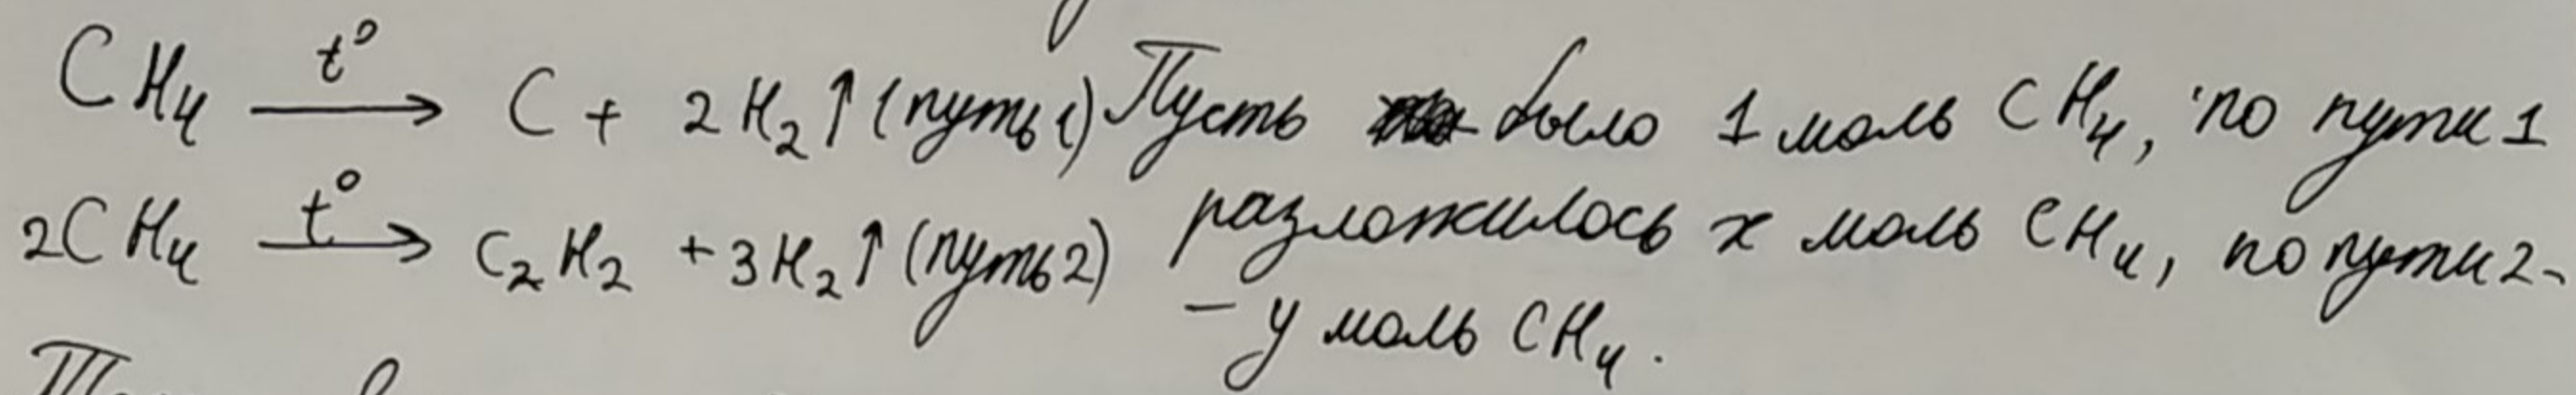 CH₄ →t° C + 2H₂↑ (путь 1) Пусть было 1 моль CH₄, по пути 1
2CH₄ →t° C₂H₂ + 3H₂↑ (путь 2) разложилось x моль CH₄, по пути 2 -
- y моль CH₄.